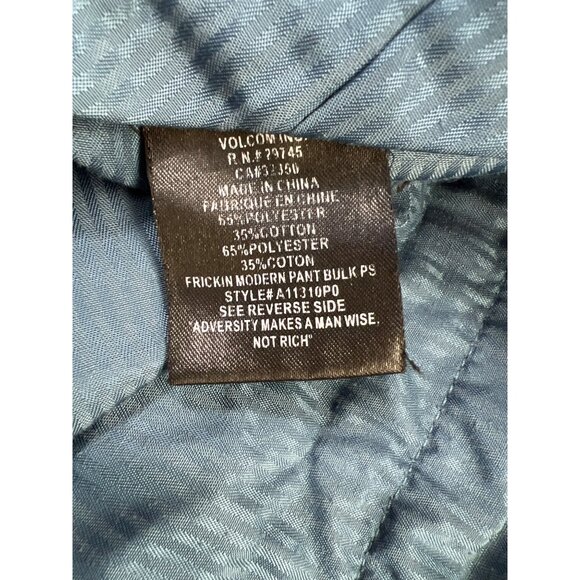 VOLCOM INC.
R.N.#79745
CA#32350
MADE IN CHINA
FABRIQUE EN CHINE
65%POLYESTER
35%COTTON
65%POLYESTER
35%COTON
FRICKIN MODERN PANT BULK PS
STYLE#A11310P0
SEE REVERSE SIDE
"ADVERSITY MAKES A MAN WISE,
NOT RICH"